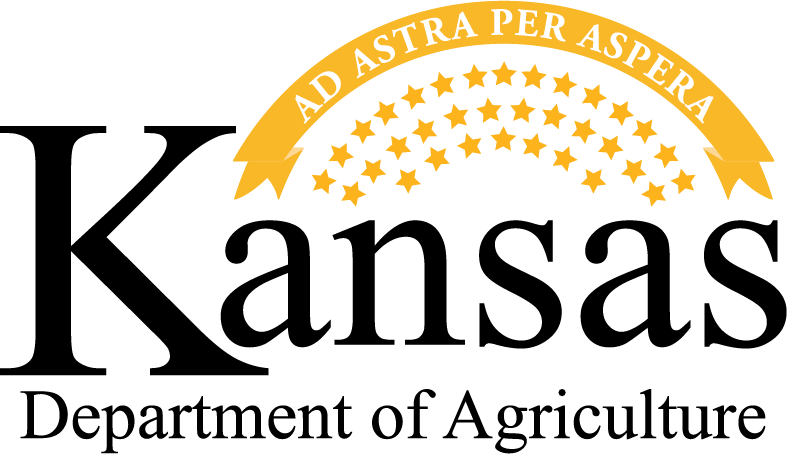 AD ASTRA PER ASPERA
Kansas
Department of Agriculture